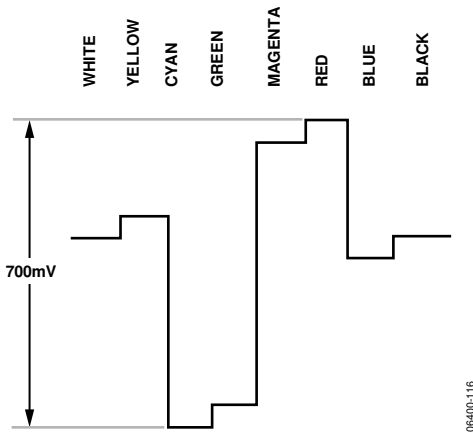 WHITE
YELLOW
CYAN
GREEN
MAGENTA
RED
BLUE
BLACK
700mV
06400-116